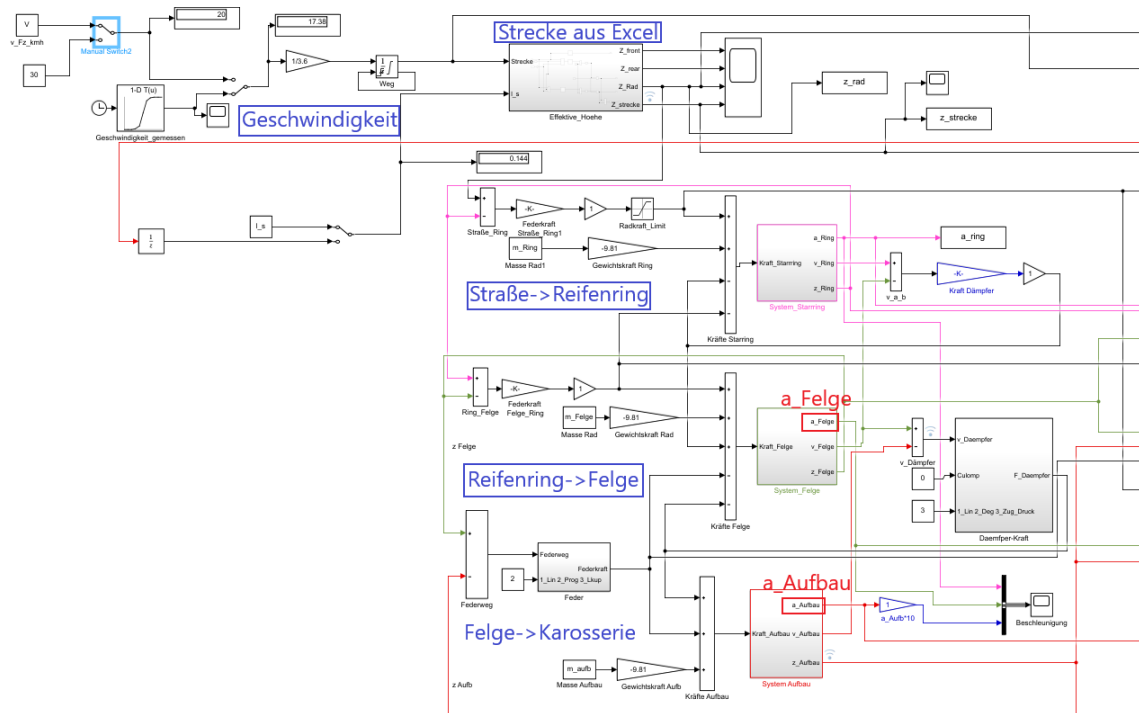 V
v_Fz_kmh
20
Manual Switch2
30
17.38
1/3.6
1
s
Weg
1-D T(u)
Geschwindigkeit_gemessen
Geschwindigkeit
Strecke aus Excel
Strecke
l_s
Z_front
Z_rear
Z_Rad
Z_strecke
Effektive_Hoehe
z_rad
z_strecke
0.144
l_s
1
z
Straße_Ring
-K-
Federkraft
Straße_Ring1
1
Radkraft_Limit
m_Ring
Masse Rad1
-9.81
Gewichtskraft Ring
Straße->Reifenring
Kräfte Starring
Kraft_Starrring
a_Ring
v_Ring
z_Ring
System_Starrring
a_ring
v_a_b
-K-
Kraft Dämpfer
1
Ring_Felge
-K-
Federkraft
Felge_Ring
1
m_Felge
Masse Rad
-9.81
Gewichtskraft Rad
z Felge
Reifenring->Felge
Kräfte Felge
a_Felge
Kraft_Felge
a_Felge
v_Felge
z_Felge
System_Felge
v_Dämpfer
0
3
v_Daempfer
Culomp
1_Lin 2_Deg 3_Zug_Druck
F_Daempfer
Daemfper-Kraft
Federweg
2
Federweg
1_Lin 2_Prog 3_Lkup
Federkraft
Feder
Felge->Karosserie
z Aufb
m_aufb
Masse Aufbau
-9.81
Gewichtskraft Aufb
Kräfte Aufbau
a_Aufbau
Kraft_Aufbau
a_Aufbau
v_Aufbau
z_Aufbau
System Aufbau
1
a_Aufb*10
Beschleunigung